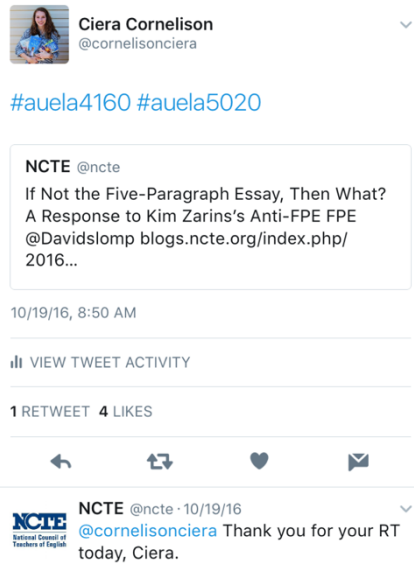 Ciera Cornelison
@cornelisonciera
#auela4160 #auela5020
NCTE @ncte
If Not the Five-Paragraph Essay, Then What?
A Response to Kim Zarins's Anti-FPE FPE
@Davidslomp blogs.ncte.org/index.php/
2016...
10/19/16, 8:50 AM
VIEW TWEET ACTIVITY
1 RETWEET 4 LIKES
NCTE @ncte · 10/19/16
@cornelisonciera Thank you for your RT
today, Ciera.
NCTE
National Council of
Teachers of English